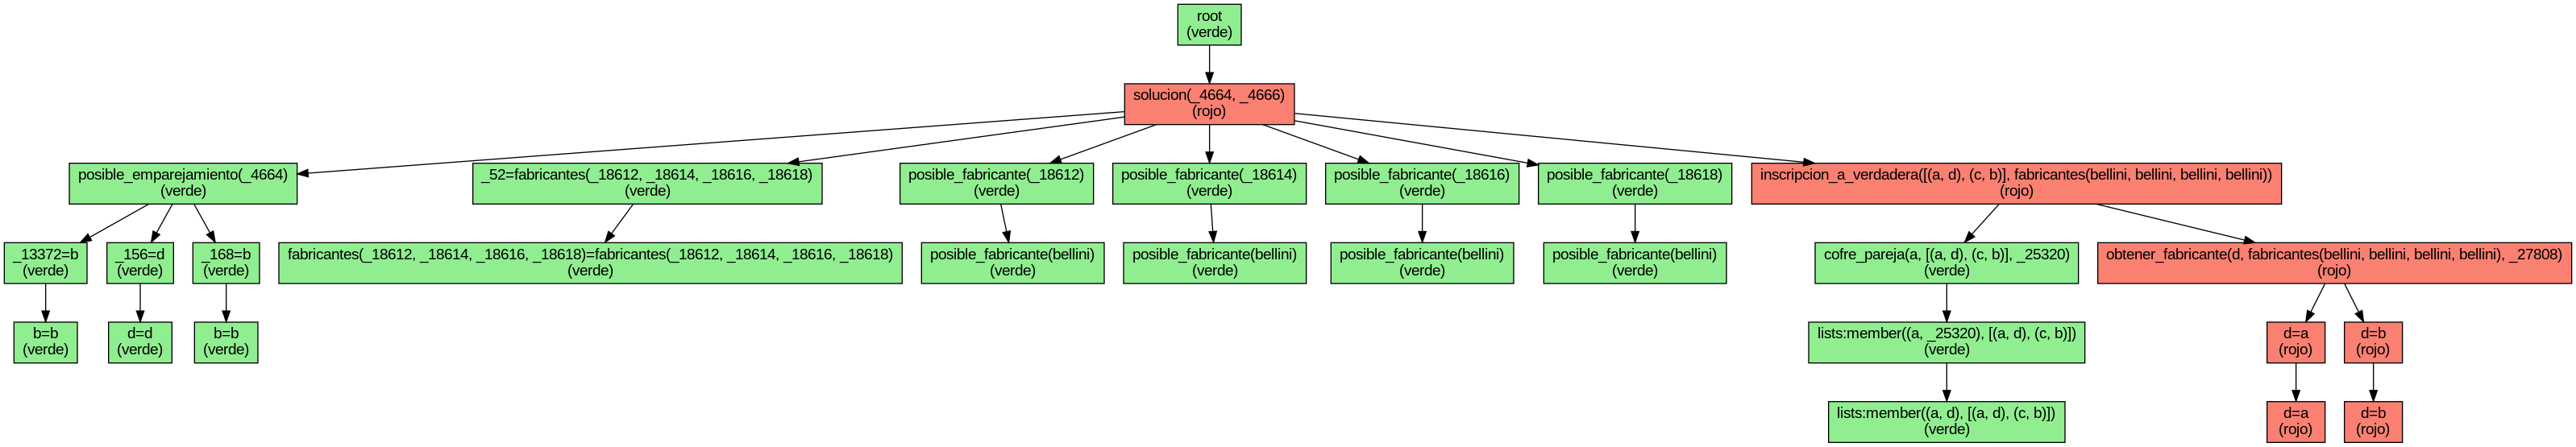 root
(verde)
solucion(_4664, _4666)
(rojo)
posible_emparejamiento(_4664)
(verde)
_52=fabricantes(_18612, _18614, _18616, _18618)
(verde)
posible_fabricante(_18612)
(verde)
posible_fabricante(_18614)
(verde)
posible_fabricante(_18616)
(verde)
posible_fabricante(_18618)
(verde)
inscripcion_a_verdadera([(a, d), (c, b)], fabricantes(bellini, bellini, bellini, bellini))
(rojo)
_13372=b
(verde)
_156=d
(verde)
_168=b
(verde)
fabricantes(_18612, _18614, _18616, _18618)=fabricantes(_18612, _18614, _18616, _18618)
(verde)
posible_fabricante(bellini)
(verde)
posible_fabricante(bellini)
(verde)
posible_fabricante(bellini)
(verde)
posible_fabricante(bellini)
(verde)
cofre_pareja(a, [(a, d), (c, b)], _25320)
(verde)
obtener_fabricante(d, fabricantes(bellini, bellini, bellini, bellini), _27808)
(rojo)
b=b
(verde)
d=d
(verde)
b=b
(verde)
lists:member((a, _25320), [(a, d), (c, b)])
(verde)
d=a
(rojo)
d=b
(rojo)
lists:member((a, d), [(a, d), (c, b)])
(verde)
d=a
(rojo)
d=b
(rojo)